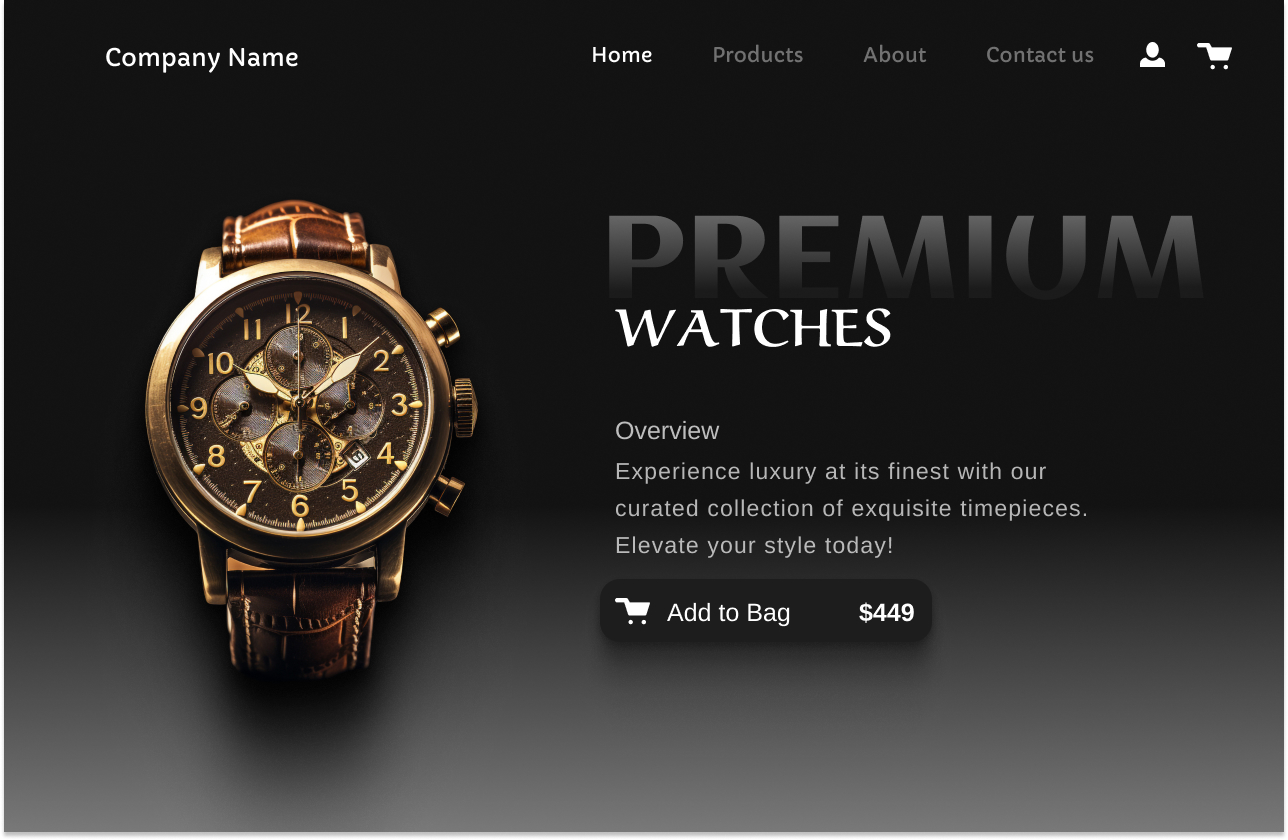 Company Name
Home Products About Contact us
PREMIUM
WATCHES
12
11 1
10 2
9 3
8 4
7 5
6
Overview
Experience luxury at its finest with our
curated collection of exquisite timepieces.
Elevate your style today!
Add to Bag $449